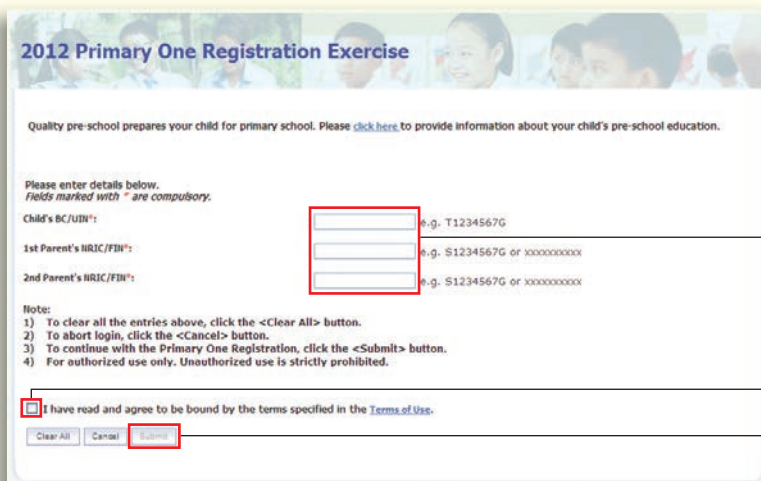 2012 Primary One Registration Exercise
Quality pre-school prepares your child for primary school. Please click here to provide information about your child's pre-school education.
Please enter details below.
Fields marked with * are compulsory.
Child's BC/UIN*: e.g. T1234567G
1st Parent's NRIC/FIN*: e.g. S1234567G or xxxxxxxxxx
2nd Parent's NRIC/FIN*: e.g. S1234567G or xxxxxxxxxx
Note:
1) To clear all the entries above, click the <Clear All> button.
2) To abort login, click the <Cancel> button.
3) To continue with the Primary One Registration, click the <Submit> button.
4) For authorized use only. Unauthorized use is strictly prohibited.
I have read and agree to be bound by the terms specified in the Terms of Use.
Clear All Cancel Submit